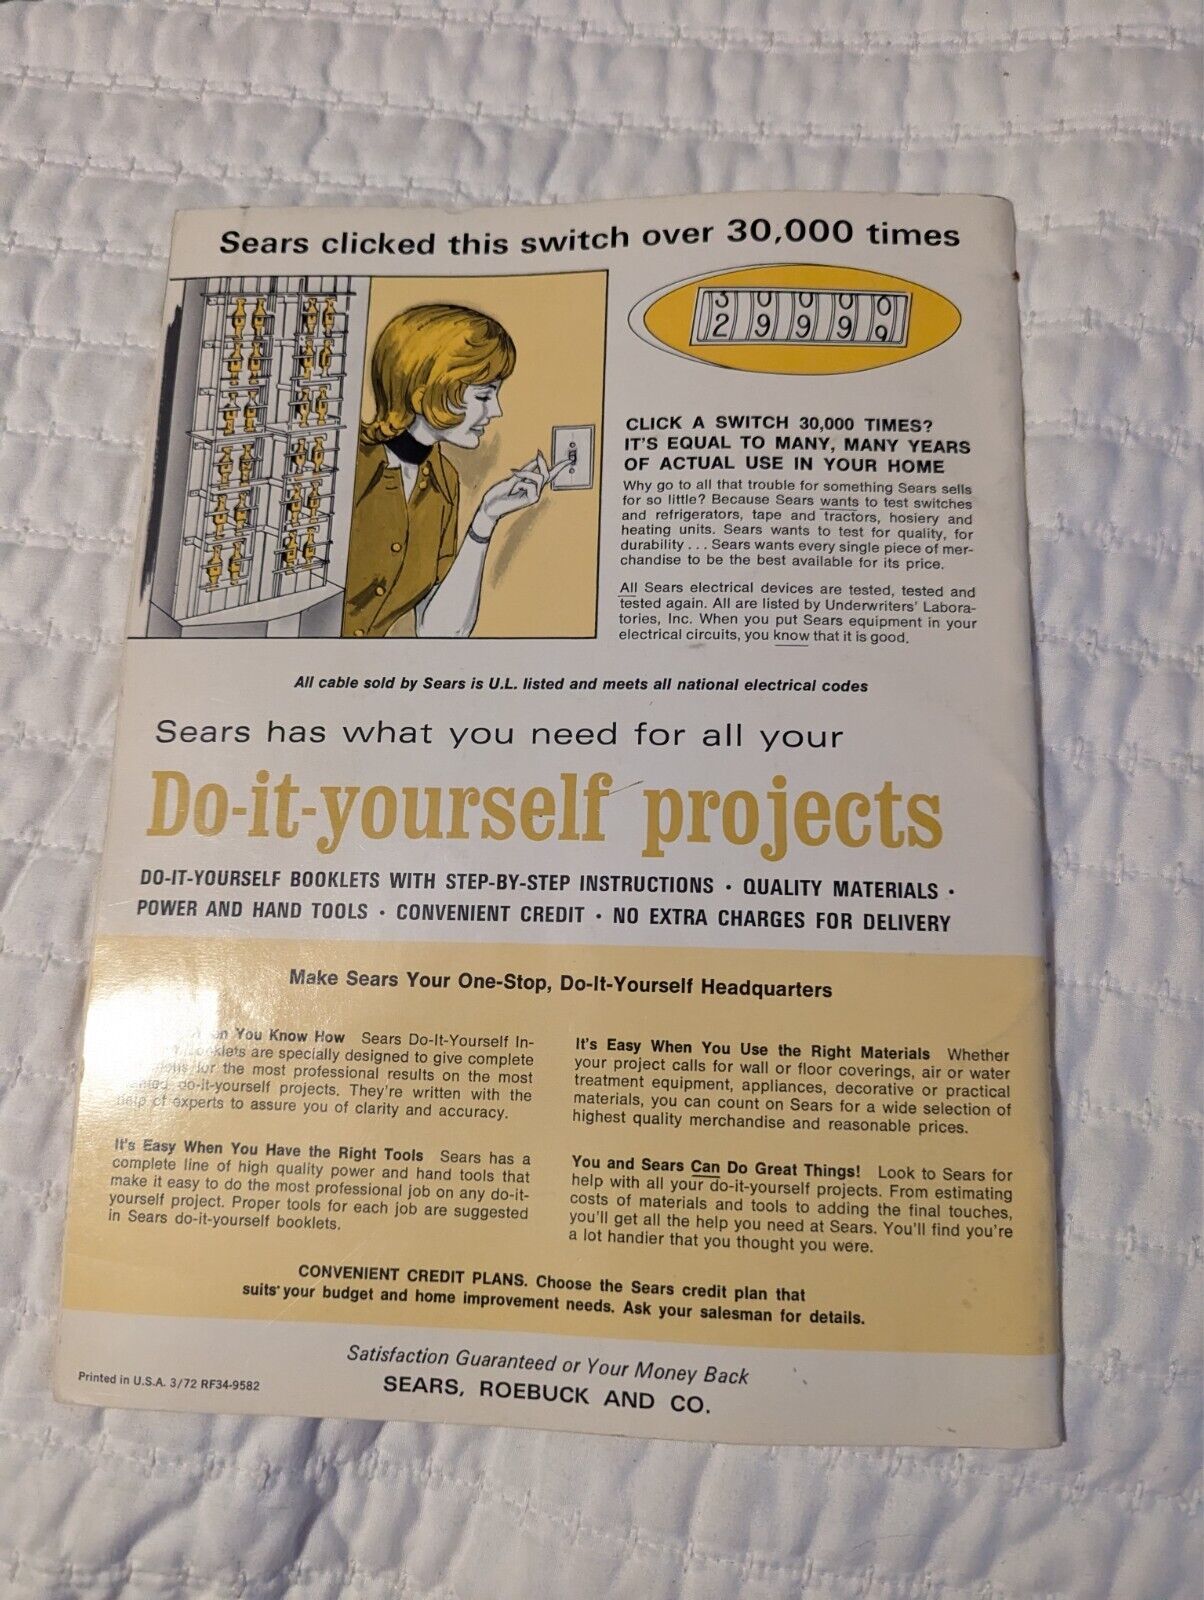 Sears clicked this switch over 30,000 times
3 0 0 0 0
2 9 9 9 9
CLICK A SWITCH 30,000 TIMES?
IT'S EQUAL TO MANY, MANY YEARS
OF ACTUAL USE IN YOUR HOME
Why go to all that trouble for something Sears sells
for so little? Because Sears wants to test switches
and refrigerators, tape and tractors, hosiery and
heating units. Sears wants to test for quality, for
durability . . . Sears wants every single piece of mer-
chandise to be the best available for its price.
All Sears electrical devices are tested, tested and
tested again. All are listed by Underwriters' Labora-
tories, Inc. When you put Sears equipment in your
electrical circuits, you know that it is good.
All cable sold by Sears is U.L. listed and meets all national electrical codes
Sears has what you need for all your
Do-it-yourself projects
DO-IT-YOURSELF BOOKLETS WITH STEP-BY-STEP INSTRUCTIONS • QUALITY MATERIALS •
POWER AND HAND TOOLS • CONVENIENT CREDIT • NO EXTRA CHARGES FOR DELIVERY
Make Sears Your One-Stop, Do-It-Yourself Headquarters
You Know How Sears Do-It-Yourself In-
are specially designed to give complete
for the most professional results on the most
do-it-yourself projects. They're written with the
help of experts to assure you of clarity and accuracy.
It's Easy When You Have the Right Tools Sears has a
complete line of high quality power and hand tools that
make it easy to do the most professional job on any do-it-
yourself project. Proper tools for each job are suggested
in Sears do-it-yourself booklets.
It's Easy When You Use the Right Materials Whether
your project calls for wall or floor coverings, air or water
treatment equipment, appliances, decorative or practical
materials, you can count on Sears for a wide selection of
highest quality merchandise and reasonable prices.
You and Sears Can Do Great Things! Look to Sears for
help with all your do-it-yourself projects. From estimating
costs of materials and tools to adding the final touches,
you'll get all the help you need at Sears. You'll find you're
a lot handier that you thought you were.
CONVENIENT CREDIT PLANS. Choose the Sears credit plan that
suits your budget and home improvement needs. Ask your salesman for details.
Satisfaction Guaranteed or Your Money Back
SEARS, ROEBUCK AND CO.
Printed in U.S.A. 3/72 RF34-9582